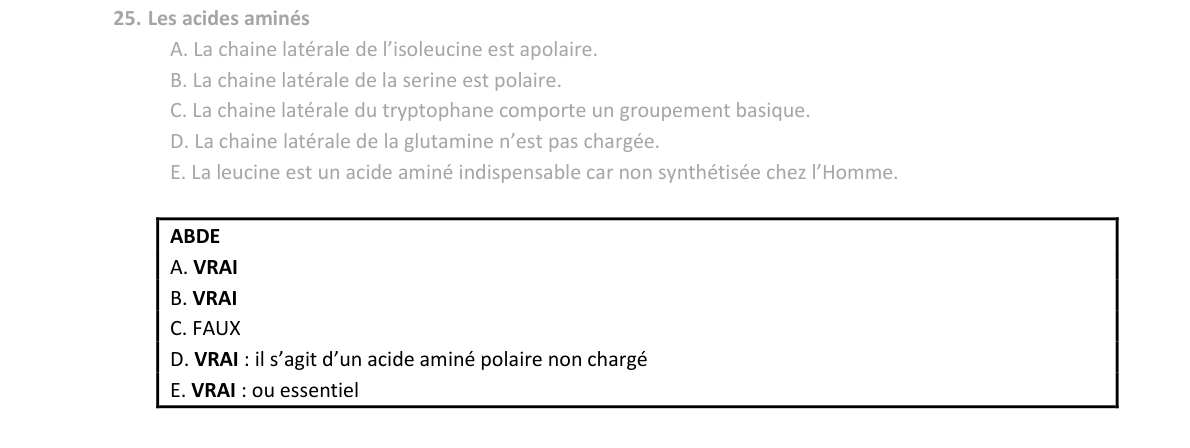 25. Les acides aminés
A. La chaine latérale de l’isoleucine est apolaire.
B. La chaine latérale de la serine est polaire.
C. La chaine latérale du tryptophane comporte un groupement basique.
D. La chaine latérale de la glutamine n’est pas chargée.
E. La leucine est un acide aminé indispensable car non synthétisée chez l’Homme.
ABDE
A. VRAI
B. VRAI
C. FAUX
D. VRAI : il s’agit d’un acide aminé polaire non chargé
E. VRAI : ou essentiel